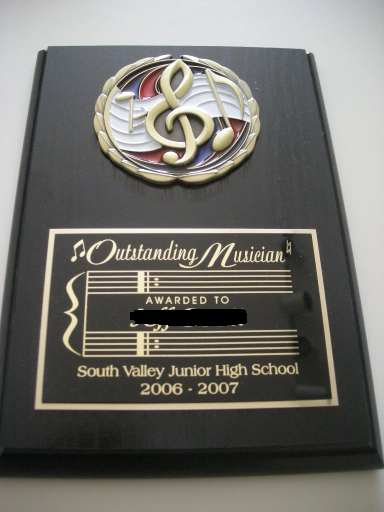 Outstanding Musician
AWARDED TO
South Valley Junior High School
2006 - 2007